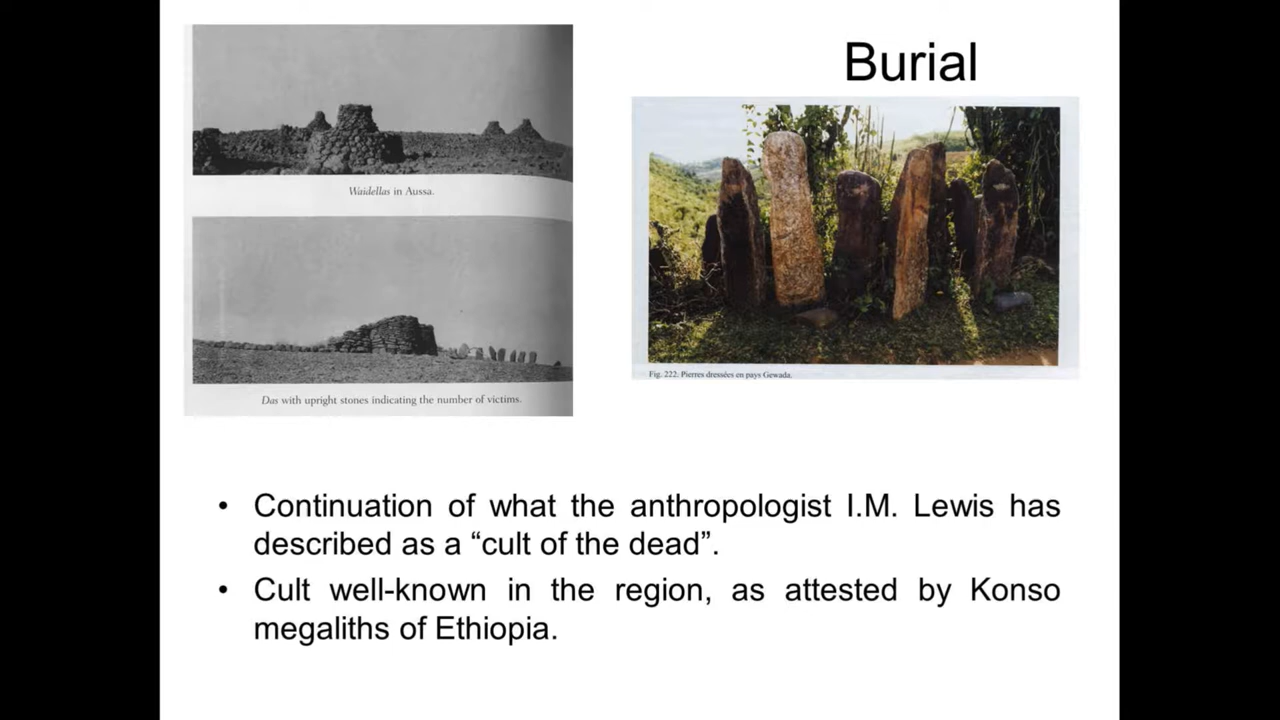 Burial
Waidellas in Aussa.
Das with upright stones indicating the number of victims.
Fig. 222. Pierres dressées en pays Gewada.
• Continuation of what the anthropologist I.M. Lewis has
described as a “cult of the dead”.
• Cult well-known in the region, as attested by Konso
megaliths of Ethiopia.